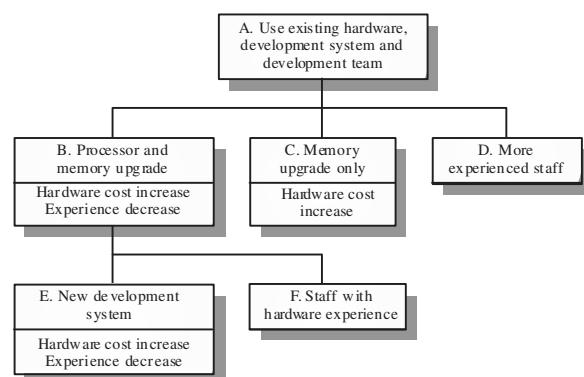 A. Use existing hardware,
development system and
development team
B. Processor and
memory upgrade
Hardware cost increase
Experience decrease
C. Memory
upgrade only
Hardware cost
increase
D. More
experienced staff
E. New development
system
Hardware cost increase
Experience decrease
F. Staff with
hardware experience